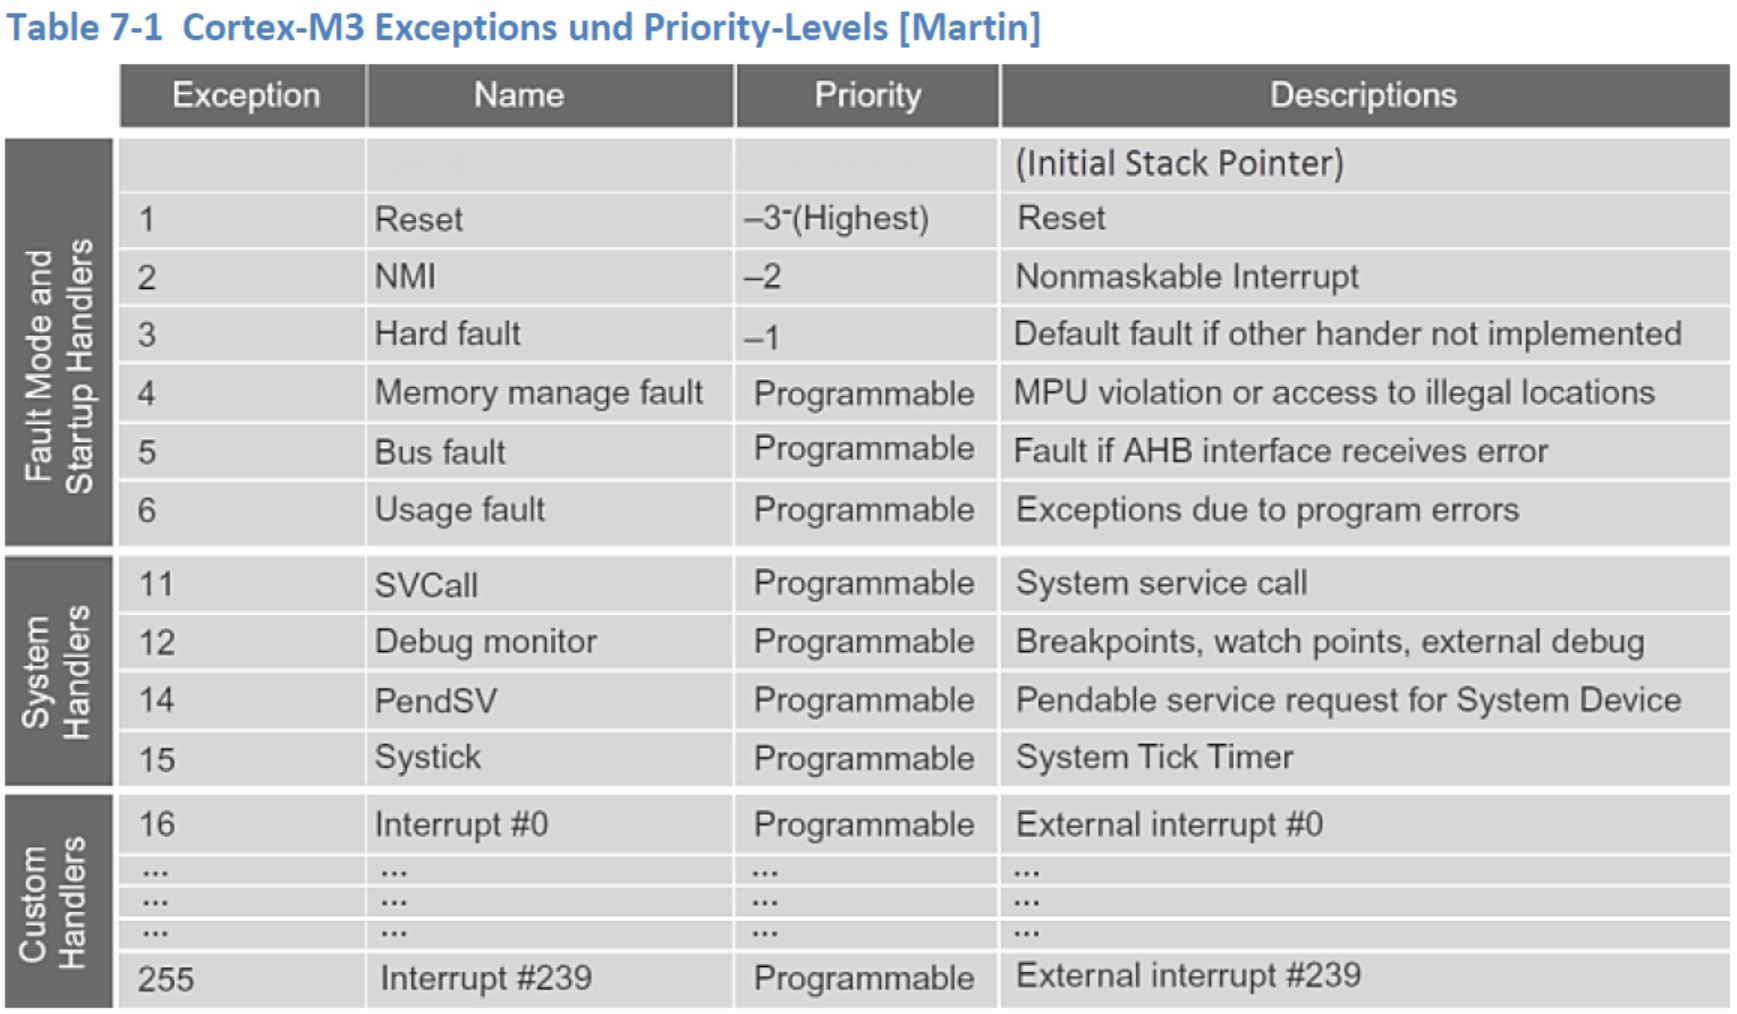 Table 7-1 Cortex-M3 Exceptions und Priority-Levels [Martin]
Exception Name Priority Descriptions
Fault Mode and
Startup Handlers
(Initial Stack Pointer)
1 Reset –3-(Highest) Reset
2 NMI –2 Nonmaskable Interrupt
3 Hard fault –1 Default fault if other hander not implemented
4 Memory manage fault Programmable MPU violation or access to illegal locations
5 Bus fault Programmable Fault if AHB interface receives error
6 Usage fault Programmable Exceptions due to program errors
System
Handlers
11 SVCall Programmable System service call
12 Debug monitor Programmable Breakpoints, watch points, external debug
14 PendSV Programmable Pendable service request for System Device
15 Systick Programmable System Tick Timer
Custom
Handlers
16 Interrupt #0 Programmable External interrupt #0
... ... ... ...
... ... ... ...
... ... ... ...
255 Interrupt #239 Programmable External interrupt #239